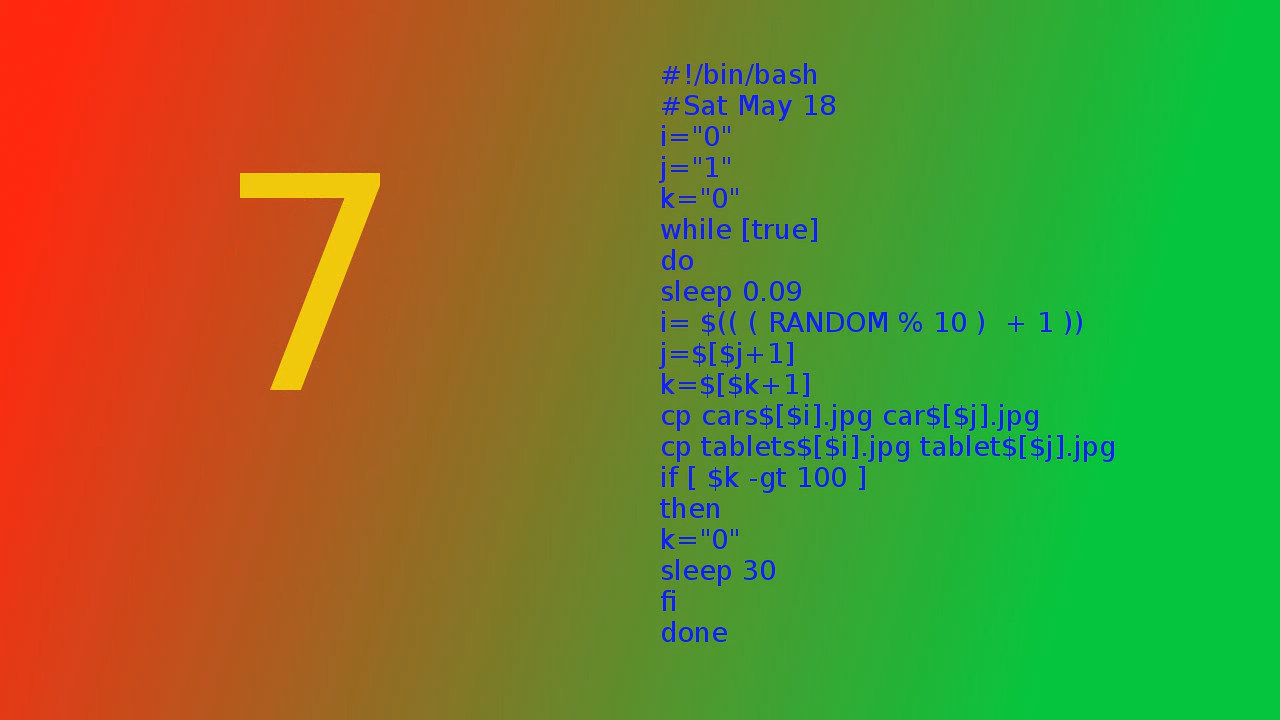 7
#!/bin/bash
#Sat May 18
i="0"
j="1"
k="0"
while [true]
do
sleep 0.09
i= $(( ( RANDOM % 10 )  + 1 ))
j=$[$j+1]
k=$[$k+1]
cp cars$[$i].jpg car$[$j].jpg
cp tablets$[$i].jpg tablet$[$j].jpg
if [ $k -gt 100 ]
then
k="0"
sleep 30
fi
done